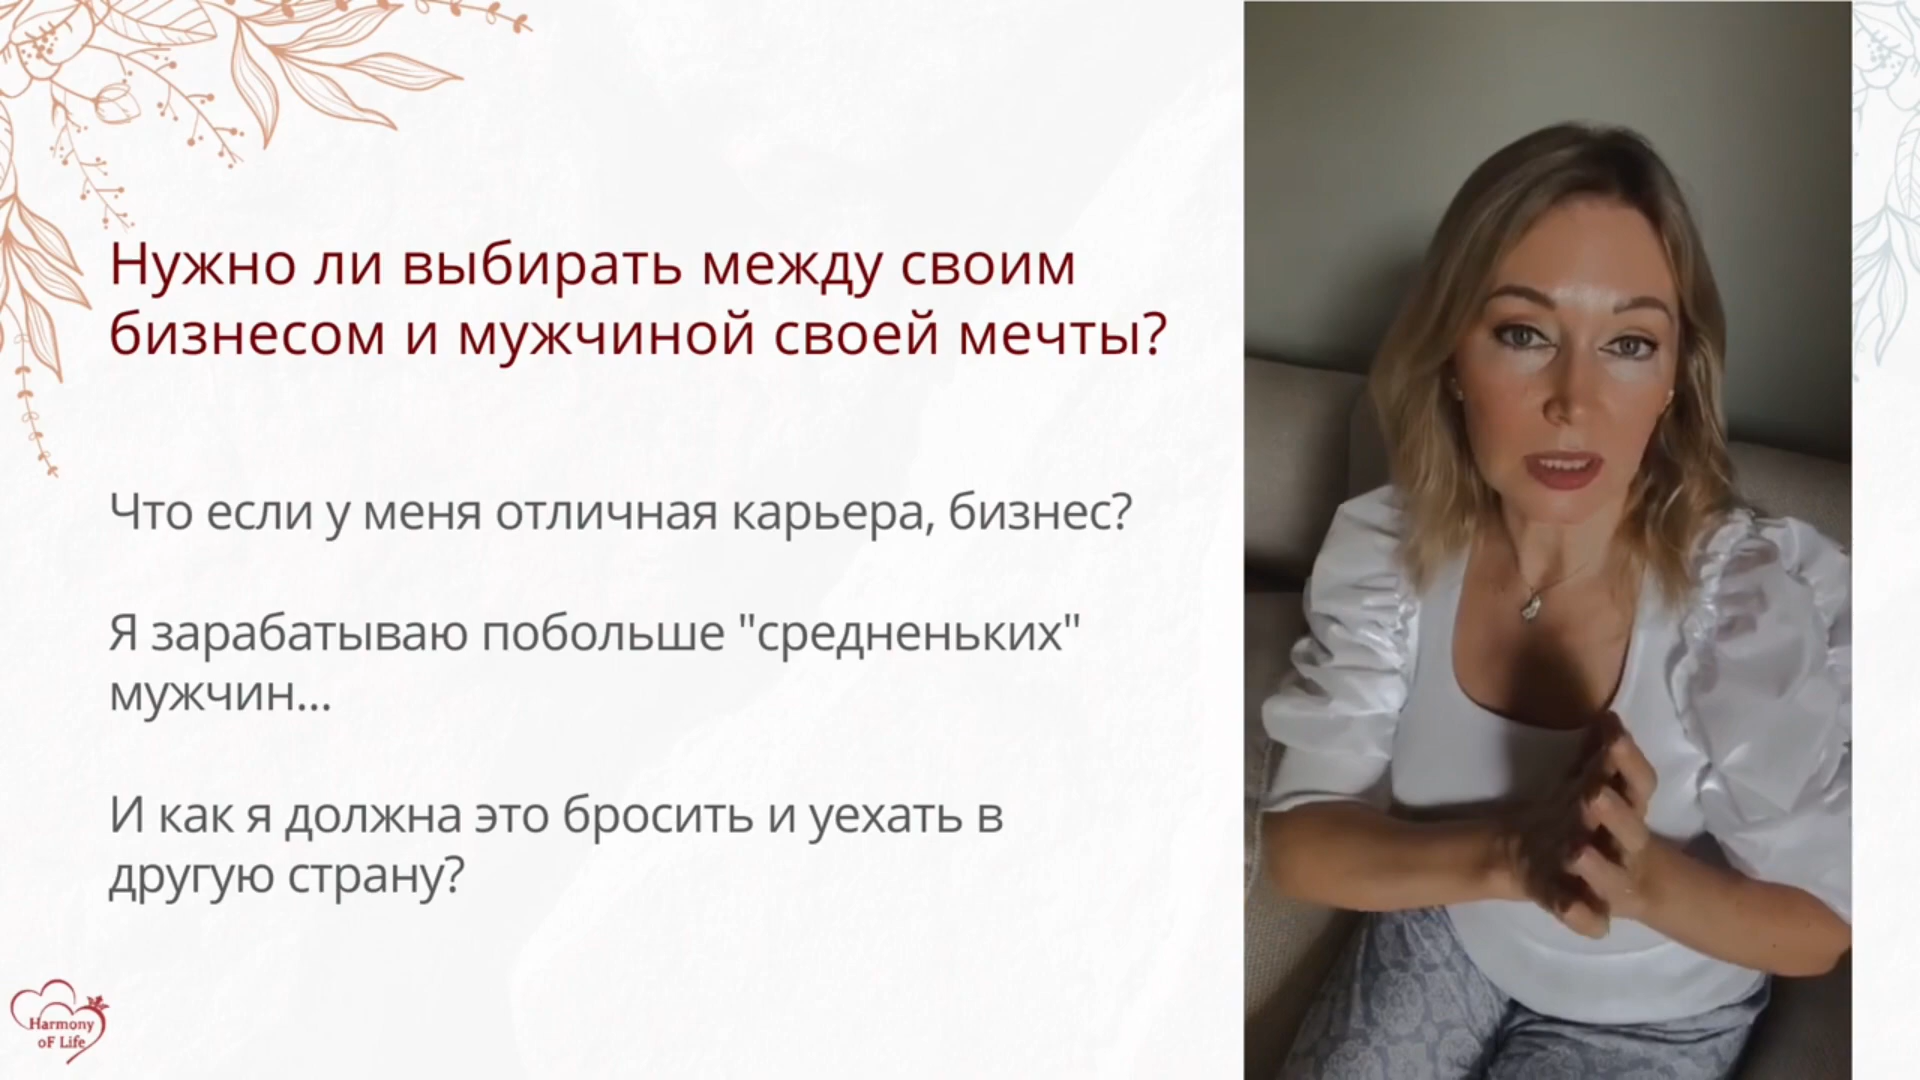 Нужно ли выбирать между своим
бизнесом и мужчиной своей мечты?
Что если у меня отличная карьера, бизнес?
Я зарабатываю побольше "средненьких"
мужчин...
И как я должна это бросить и уехать в
другую страну?
Harmony
oF Life